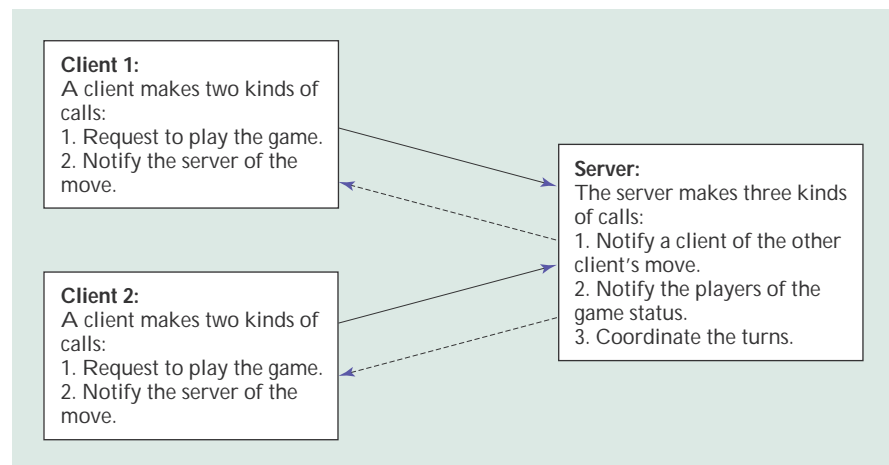 Client 1:
A client makes two kinds of
calls:
1. Request to play the game.
2. Notify the server of the
move.
Server:
The server makes three kinds
of calls:
1. Notify a client of the other
client's move.
2. Notify the players of the
game status.
3. Coordinate the turns.
Client 2:
A client makes two kinds of
calls:
1. Request to play the game.
2. Notify the server of the
move.